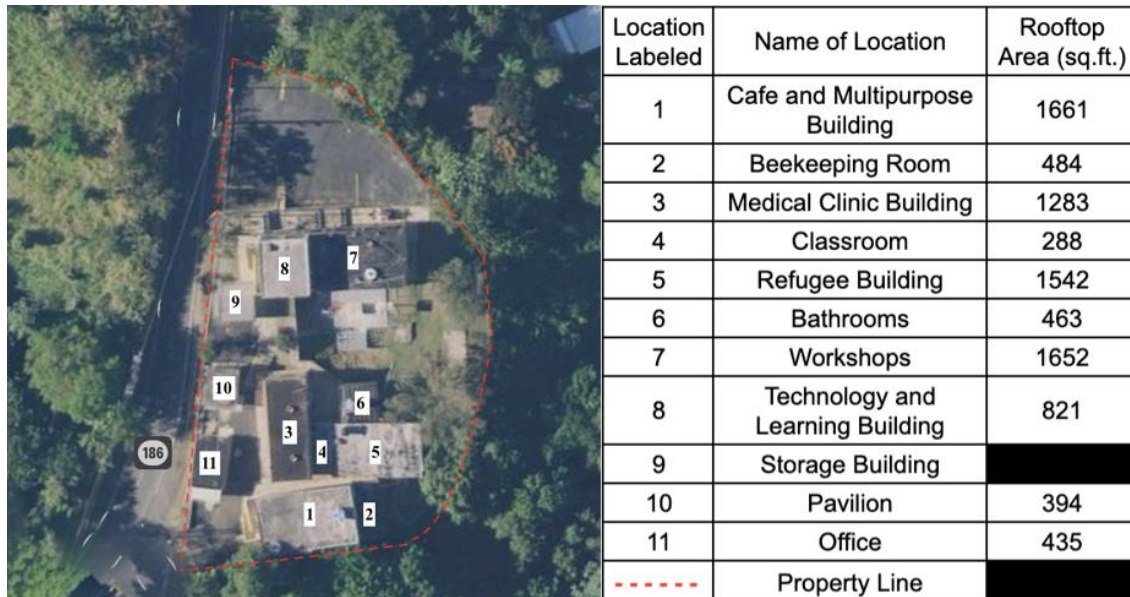 8
7
9
10
6
3
186
11
4
5
1
2
Location Labeled
Name of Location
Rooftop Area (sq.ft.)
1
Cafe and Multipurpose Building
1661
2
Beekeeping Room
484
3
Medical Clinic Building
1283
4
Classroom
288
5
Refugee Building
1542
6
Bathrooms
463
7
Workshops
1652
8
Technology and Learning Building
821
9
Storage Building
10
Pavilion
394
11
Office
435
Property Line